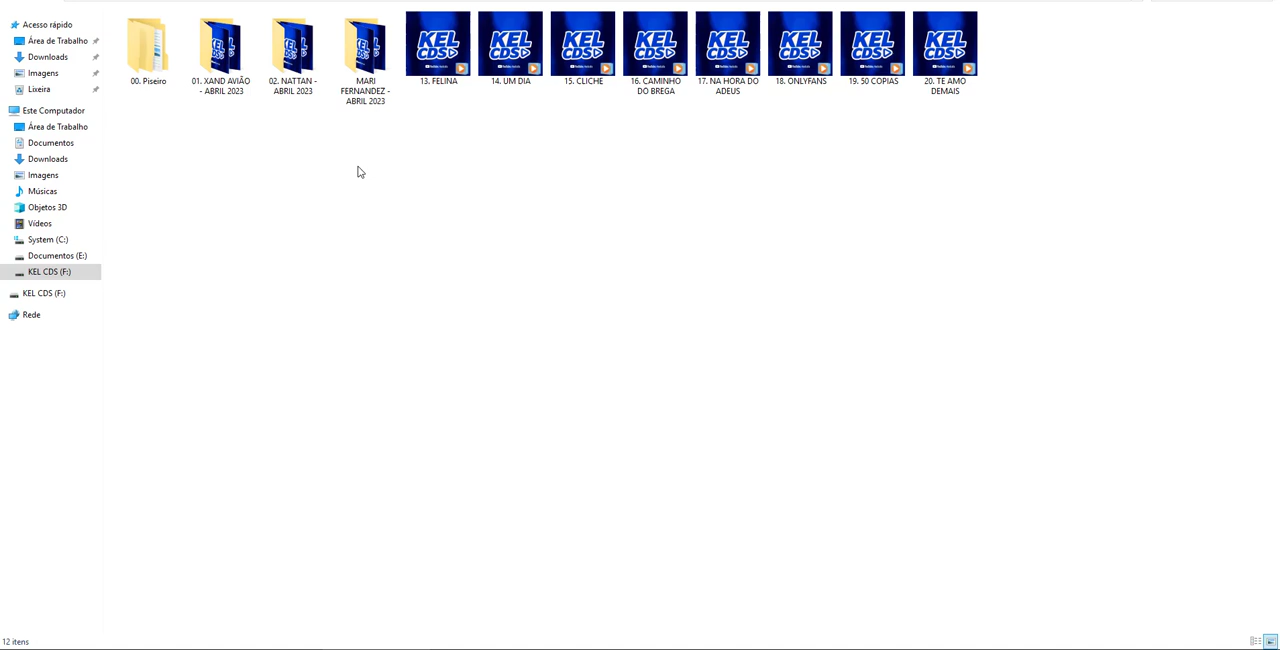 Acesso rápido
Área de Trabalho
Downloads
Imagens
Lixeira
Este Computador
Área de Trabalho
Documentos
Downloads
Imagens
Músicas
Objetos 3D
Vídeos
System (C:)
Documentos (E:)
KEL CDS (F:)
KEL CDS (F:)
Rede
00. Piseiro
01. XAND AVIÃO
- ABRIL 2023
02. NATTAN -
ABRIL 2023
MARI
FERNANDEZ -
ABRIL 2023
KEL
CDS
13. FELINA
KEL
CDS
14. UM DIA
KEL
CDS
15. CLICHE
KEL
CDS
16. CAMINHO
DO BREGA
KEL
CDS
17. NA HORA DO
ADEUS
KEL
CDS
18. ONLYFANS
KEL
CDS
19. 50 COPIAS
KEL
CDS
20. TE AMO
DEMAIS
12 itens